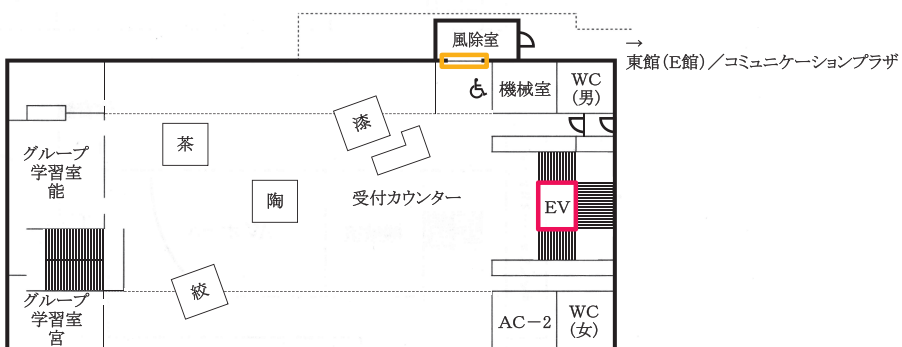 風除室
→
東館(E館)/コミュニケーションプラザ
機械室
WC
(男)
漆
茶
グループ
学習室
能
受付カウンター
陶
EV
絞
グループ
学習室
宮
AC-2
WC
(女)